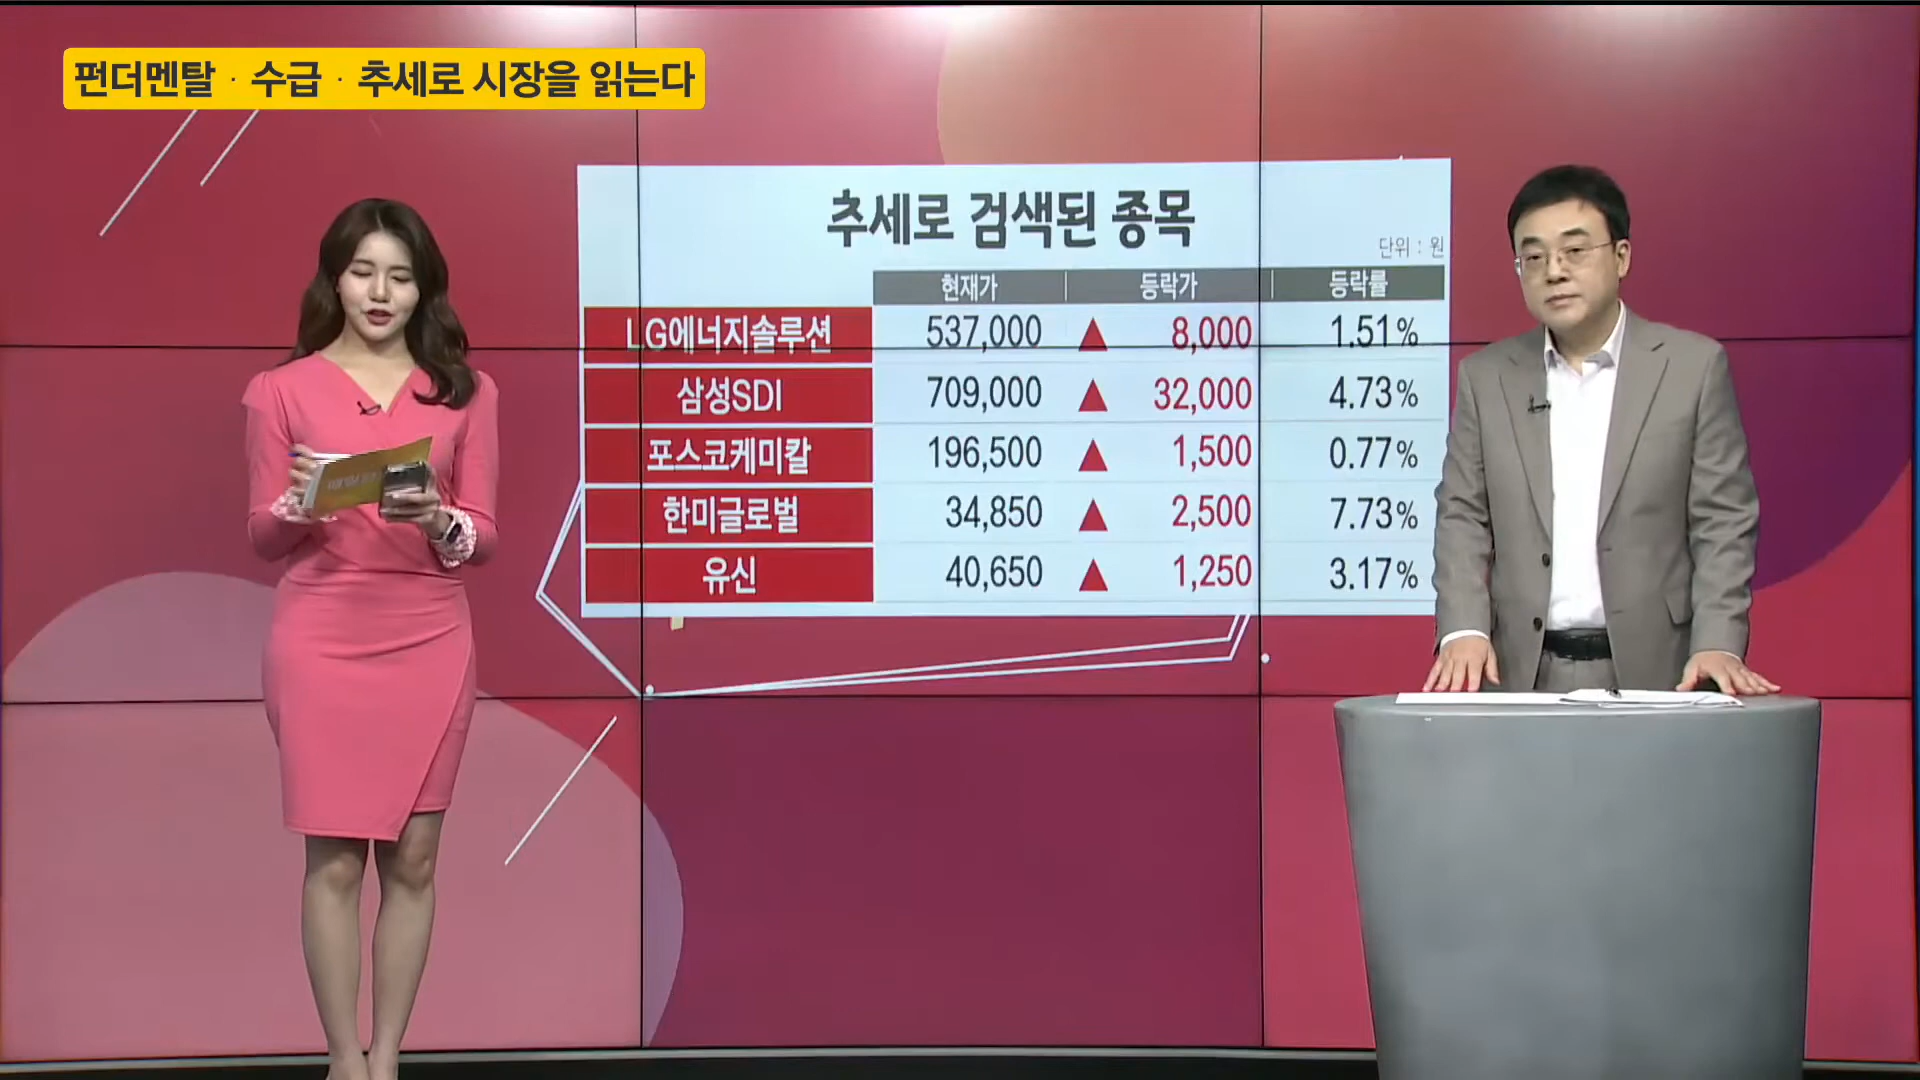 펀더멘탈 · 수급 · 추세로 시장을 읽는다
추세로 검색된 종목
단위 : 원
현재가 등락가 등락률
LG에너지솔루션 537,000 ▲ 8,000 1.51%
삼성SDI 709,000 ▲ 32,000 4.73%
포스코케미칼 196,500 ▲ 1,500 0.77%
한미글로벌 34,850 ▲ 2,500 7.73%
유신 40,650 ▲ 1,250 3.17%